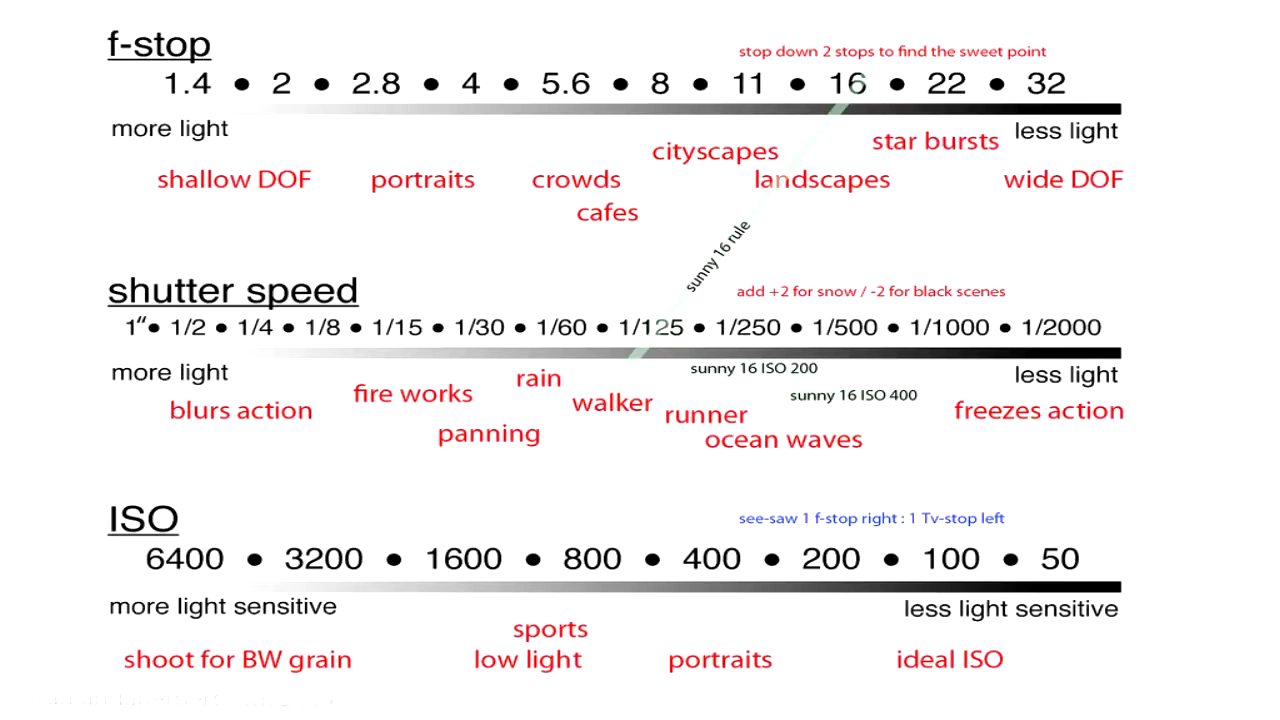 f-stop
stop down 2 stops to find the sweet point
1.4 • 2 • 2.8 • 4 • 5.6 • 8 • 11 • 16 • 22 • 32
more light
less light
cityscapes
star bursts
shallow DOF
portraits
crowds
landscapes
wide DOF
cafes
sunny 16 rule
shutter speed
add +2 for snow / -2 for black scenes
1“• 1/2 • 1/4 • 1/8 • 1/15 • 1/30 • 1/60 • 1/125 • 1/250 • 1/500 • 1/1000 • 1/2000
more light
sunny 16 ISO 200
less light
rain
fire works
sunny 16 ISO 400
walker
blurs action
runner
freezes action
panning
ocean waves
ISO
see-saw 1 f-stop right : 1 Tv-stop left
6400 • 3200 • 1600 • 800 • 400 • 200 • 100 • 50
more light sensitive
less light sensitive
sports
shoot for BW grain
low light
portraits
ideal ISO